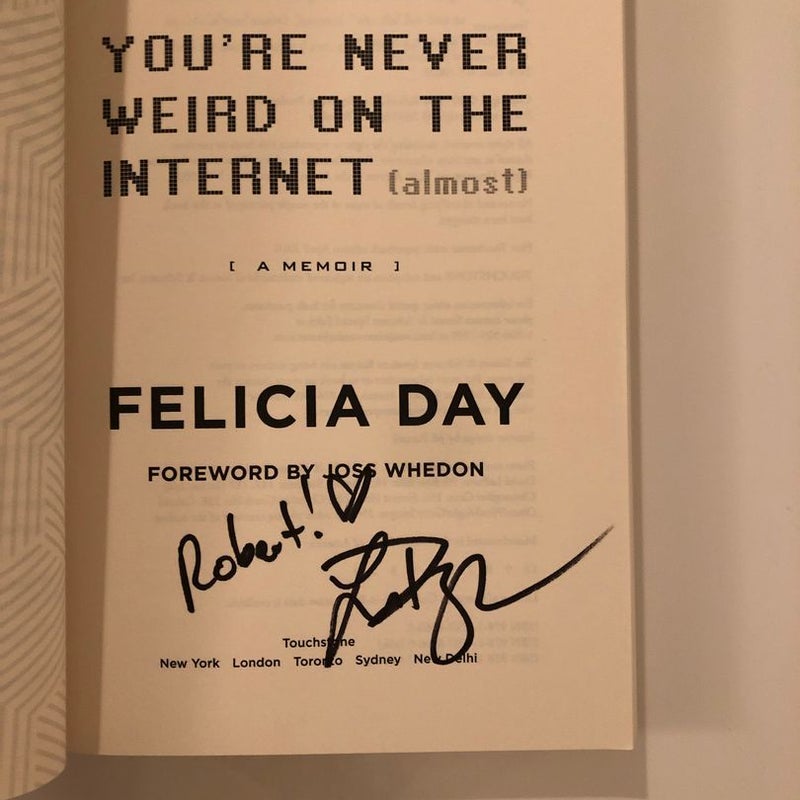 YOU'RE NEVER
WEIRD ON THE
INTERNET (almost)
[ A MEMOIR ]
FELICIA DAY
FOREWORD BY JOSS WHEDON
Robert!
Touchstone
New York London Toronto Sydney New Delhi